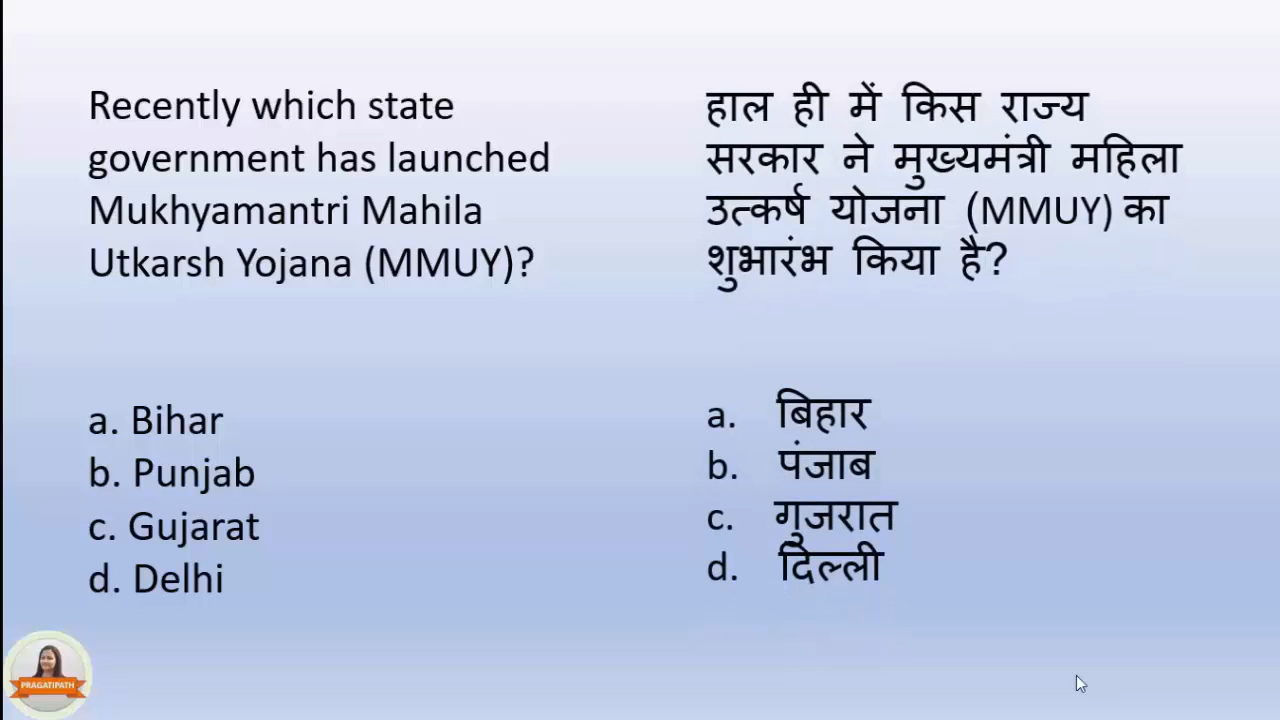 Recently which state
government has launched
Mukhyamantri Mahila
Utkarsh Yojana (MMUY)?
a. Bihar
b. Punjab
c. Gujarat
d. Delhi
हाल ही में किस राज्य
सरकार ने मुख्यमंत्री महिला
उत्कर्ष योजना (MMUY) का
शुभारंभ किया है?
a. बिहार
b. पंजाब
c. गुजरात
d. दिल्ली
PRAGATIPATH